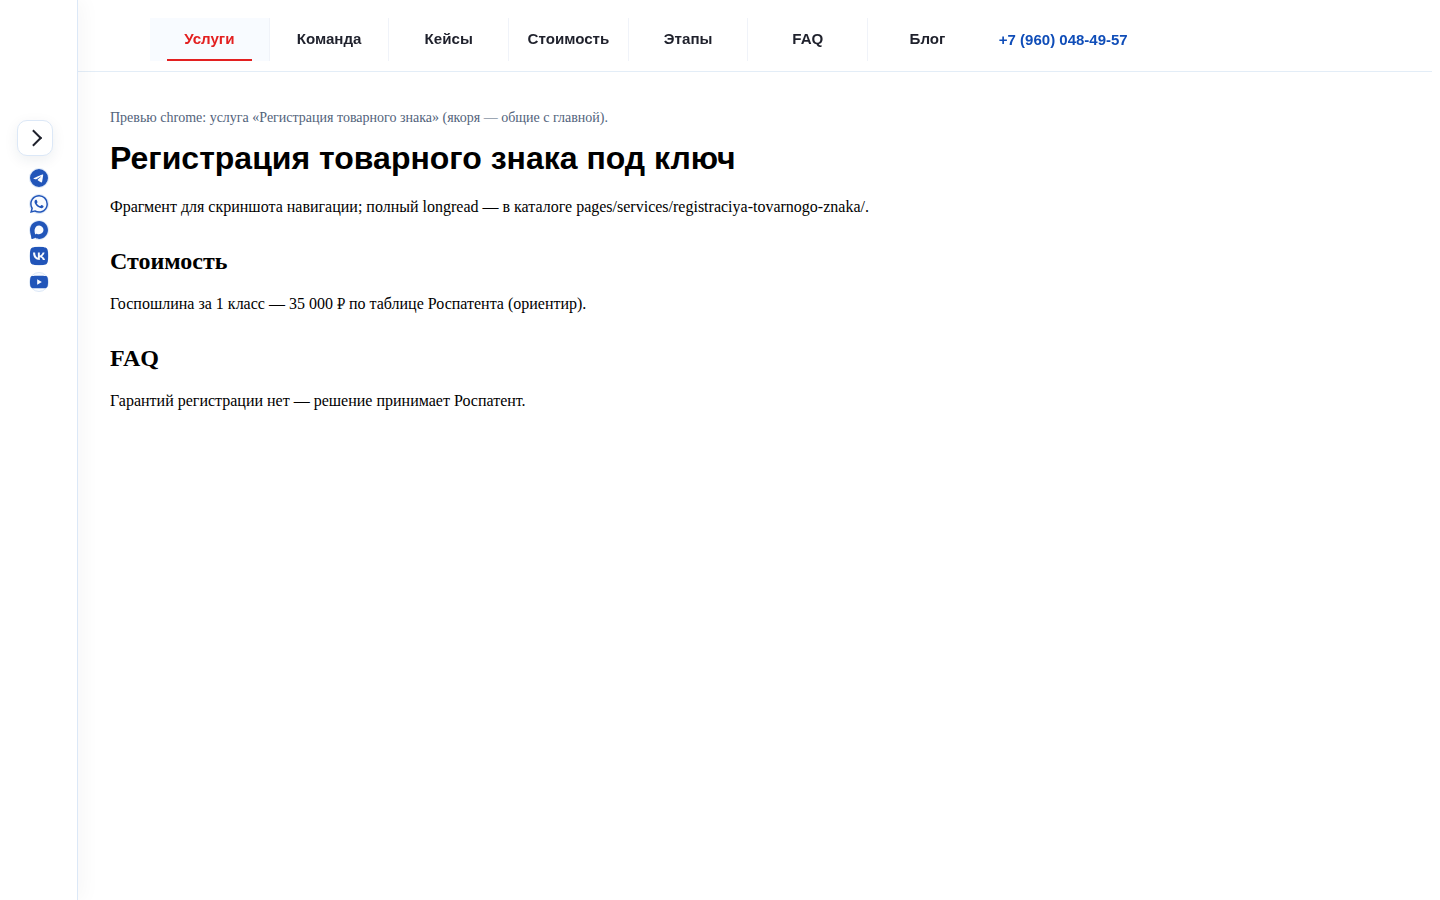 Услуги Команда Кейсы Стоимость Этапы FAQ Блог +7 (960) 048-49-57
Превью chrome: услуга «Регистрация товарного знака» (якоря — общие с главной).
Регистрация товарного знака под ключ
Фрагмент для скриншота навигации; полный longread — в каталоге pages/services/registraciya-tovarnogo-znaka/.
Стоимость
Госпошлина за 1 класс — 35 000 ₽ по таблице Роспатента (ориентир).
FAQ
Гарантий регистрации нет — решение принимает Роспатент.